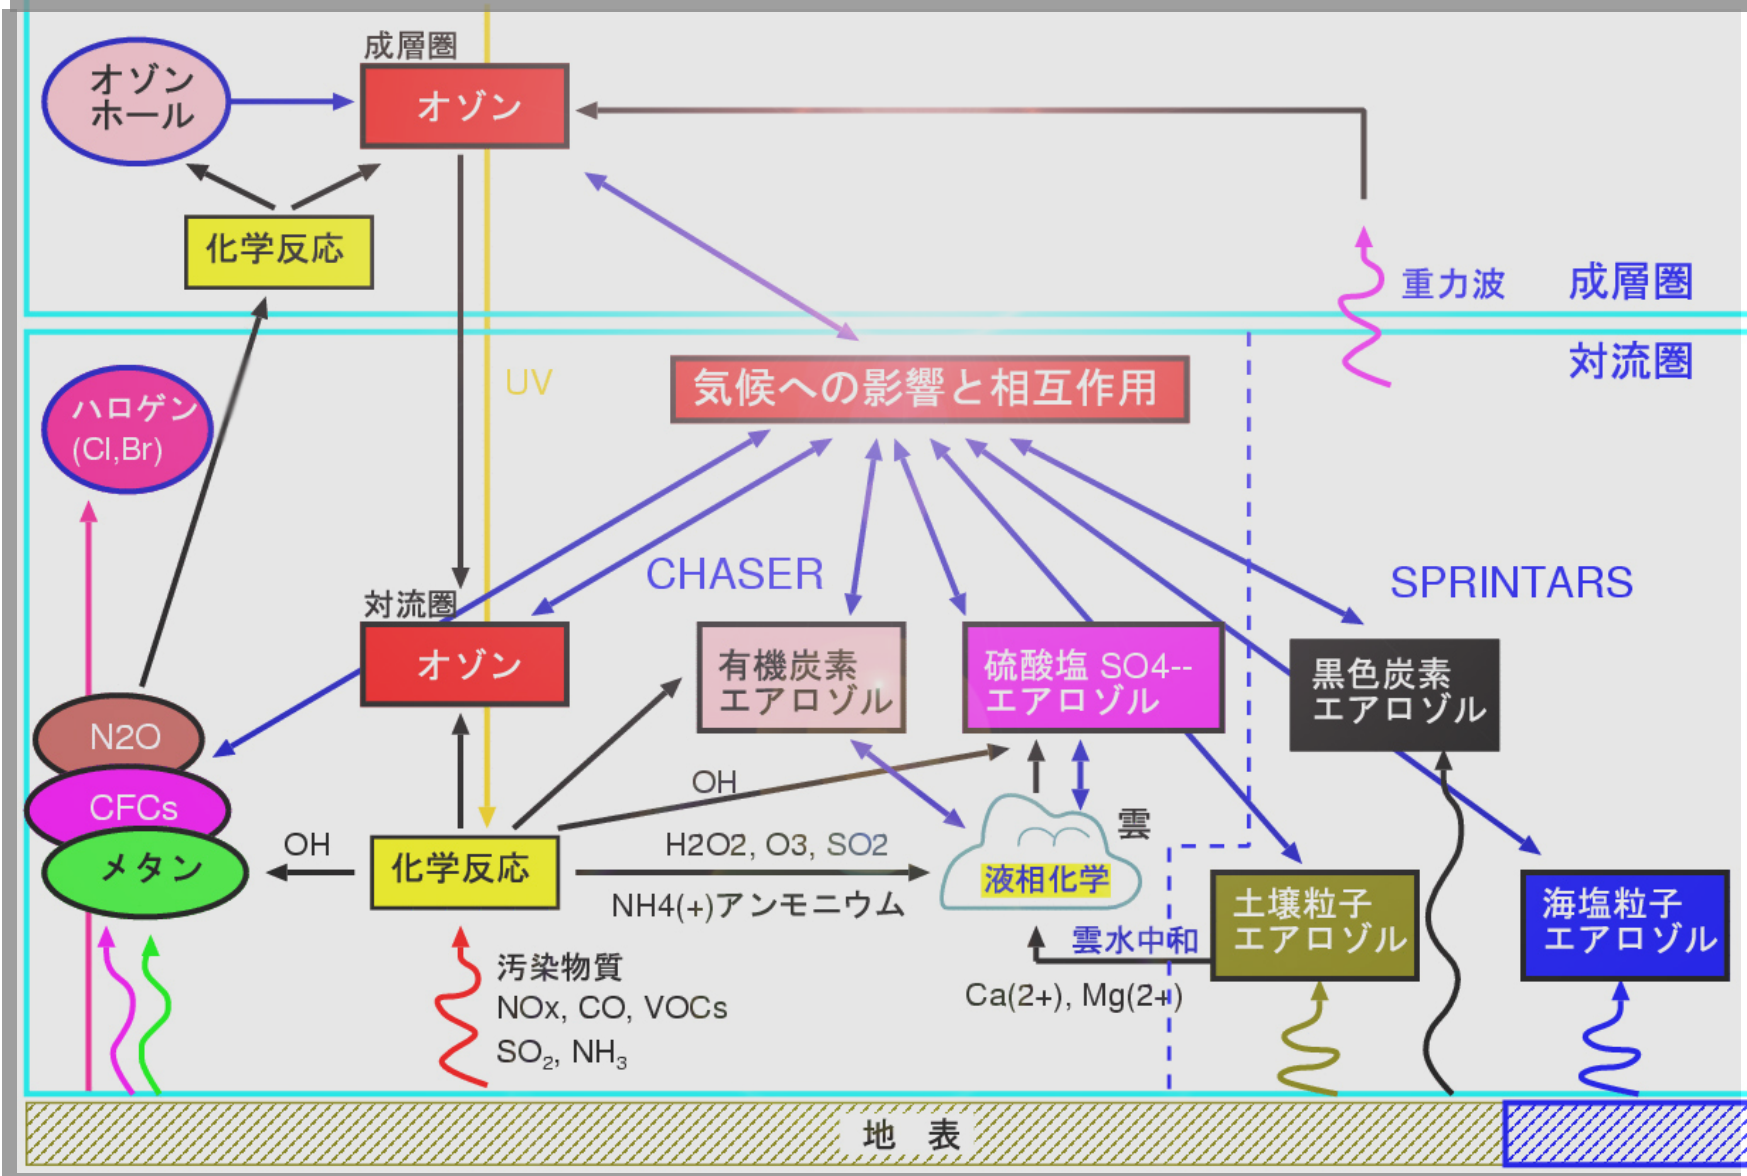 成層圏
オゾン
ホール
オゾン
化学反応
重力波
成層圏
対流圏
ハロゲン
(Cl,Br)
UV
気候への影響と相互作用
CHASER
SPRINTARS
対流圏
オゾン
有機炭素
エアロゾル
硫酸塩 SO4--
エアロゾル
黒色炭素
エアロゾル
N2O
CFCs
メタン
OH
化学反応
OH
H2O2, O3, SO2
NH4(+)アンモニウム
雲
液相化学
雲水中和
Ca(2+), Mg(2+)
土壌粒子
エアロゾル
海塩粒子
エアロゾル
汚染物質
NOx, CO, VOCs
SO₂, NH₃
地 表